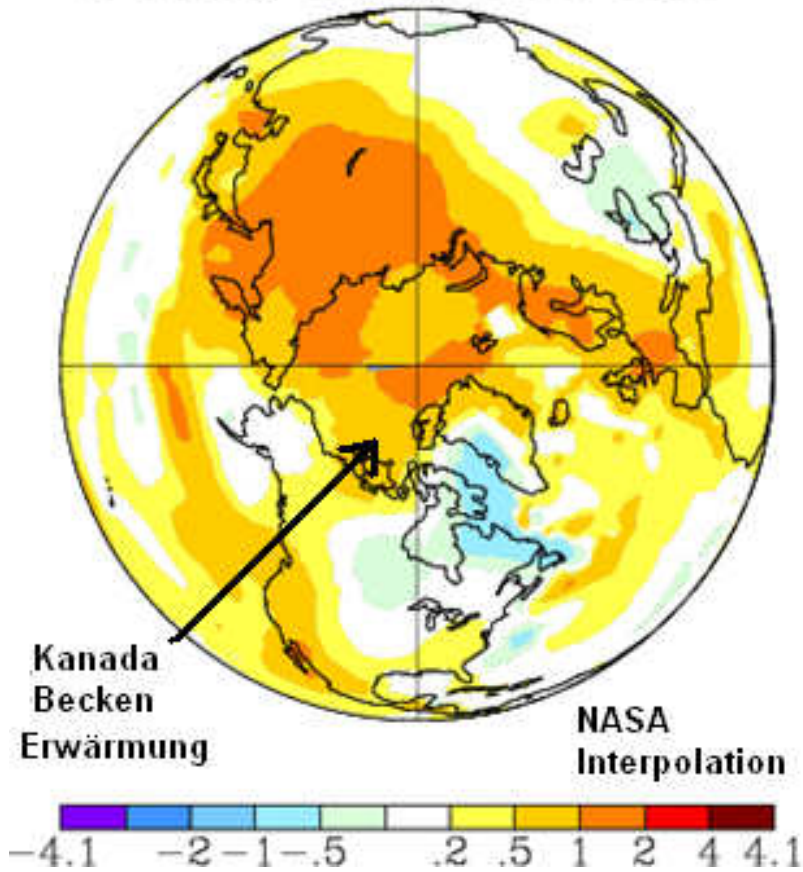 Kanada
Becken
Erwärmung
NASA
Interpolation
-4.1 -2 -1 -.5 .2 .5 1 2 4 4.1